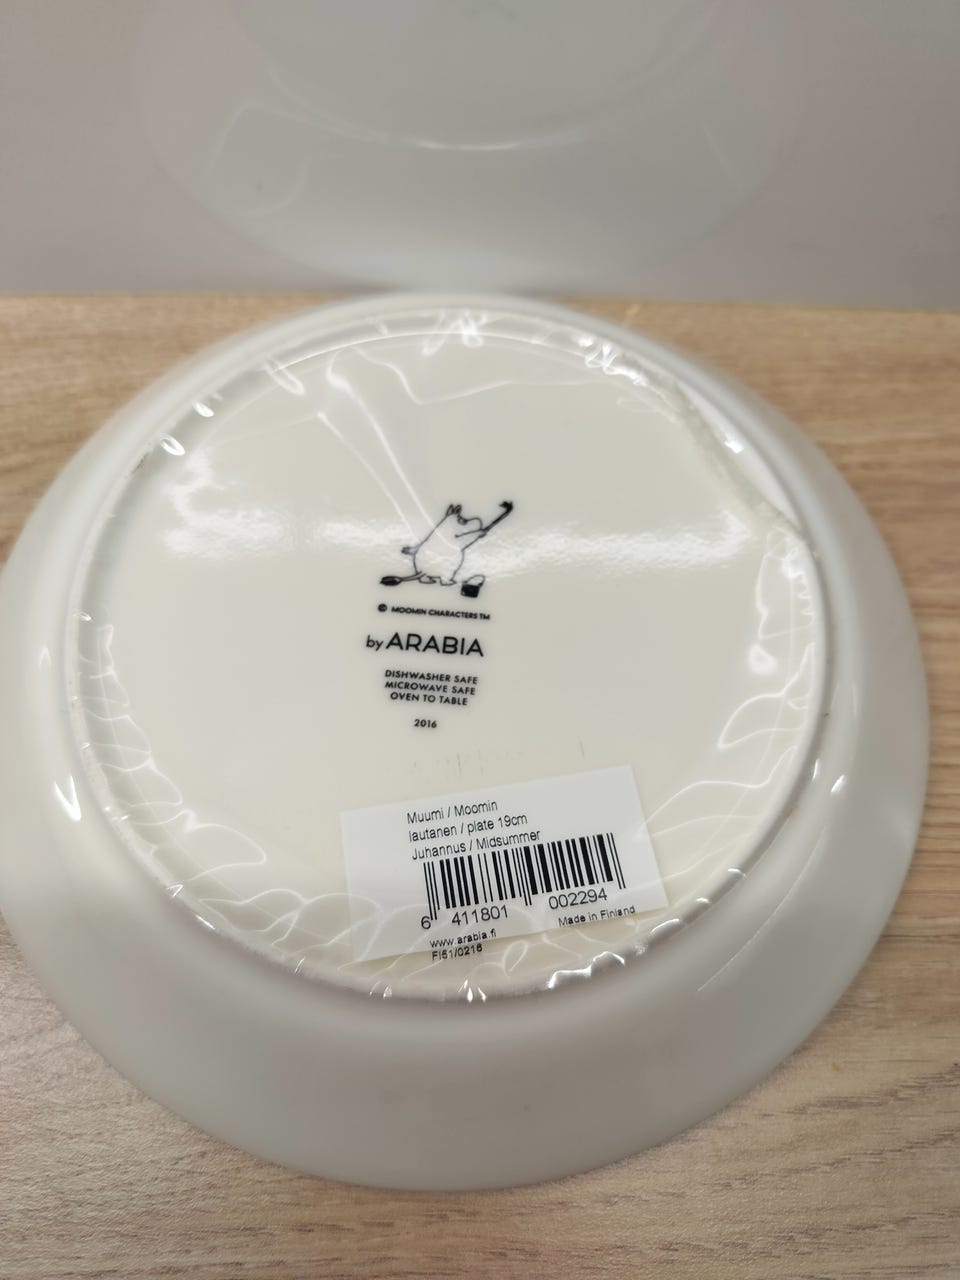 © MOOMIN CHARACTERS TM
by ARABIA
DISHWASHER SAFE
MICROWAVE SAFE
OVEN TO TABLE
2016
Muumi / Moomin
lautanen / plate 19cm
Juhannus / Midsummer
6 411801 002294
www.arabia.fi Made in Finland
FI51/0216